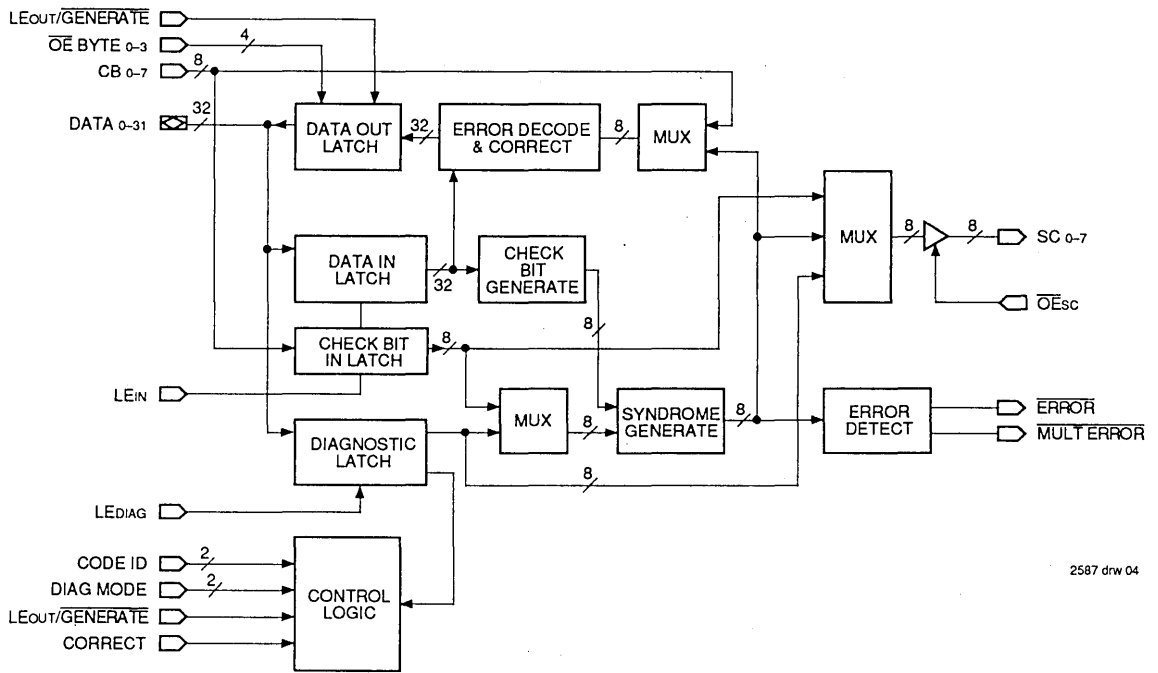 LEOUT/GENERATE
OE BYTE 0–3
4
CB 0–7
8
DATA 0–31
32
DATA OUT
LATCH
32
ERROR DECODE
& CORRECT
8
MUX
MUX
8
8
SC 0–7
OESC
DATA IN
LATCH
32
CHECK
BIT
GENERATE
8
CHECK BIT
IN LATCH
8
LEIN
MUX
8
SYNDROME
GENERATE
8
ERROR
DETECT
ERROR
MULT ERROR
DIAGNOSTIC
LATCH
8
LEDIAG
CODE ID
2
DIAG MODE
2
LEOUT/GENERATE
CORRECT
CONTROL
LOGIC
2587 drw 04